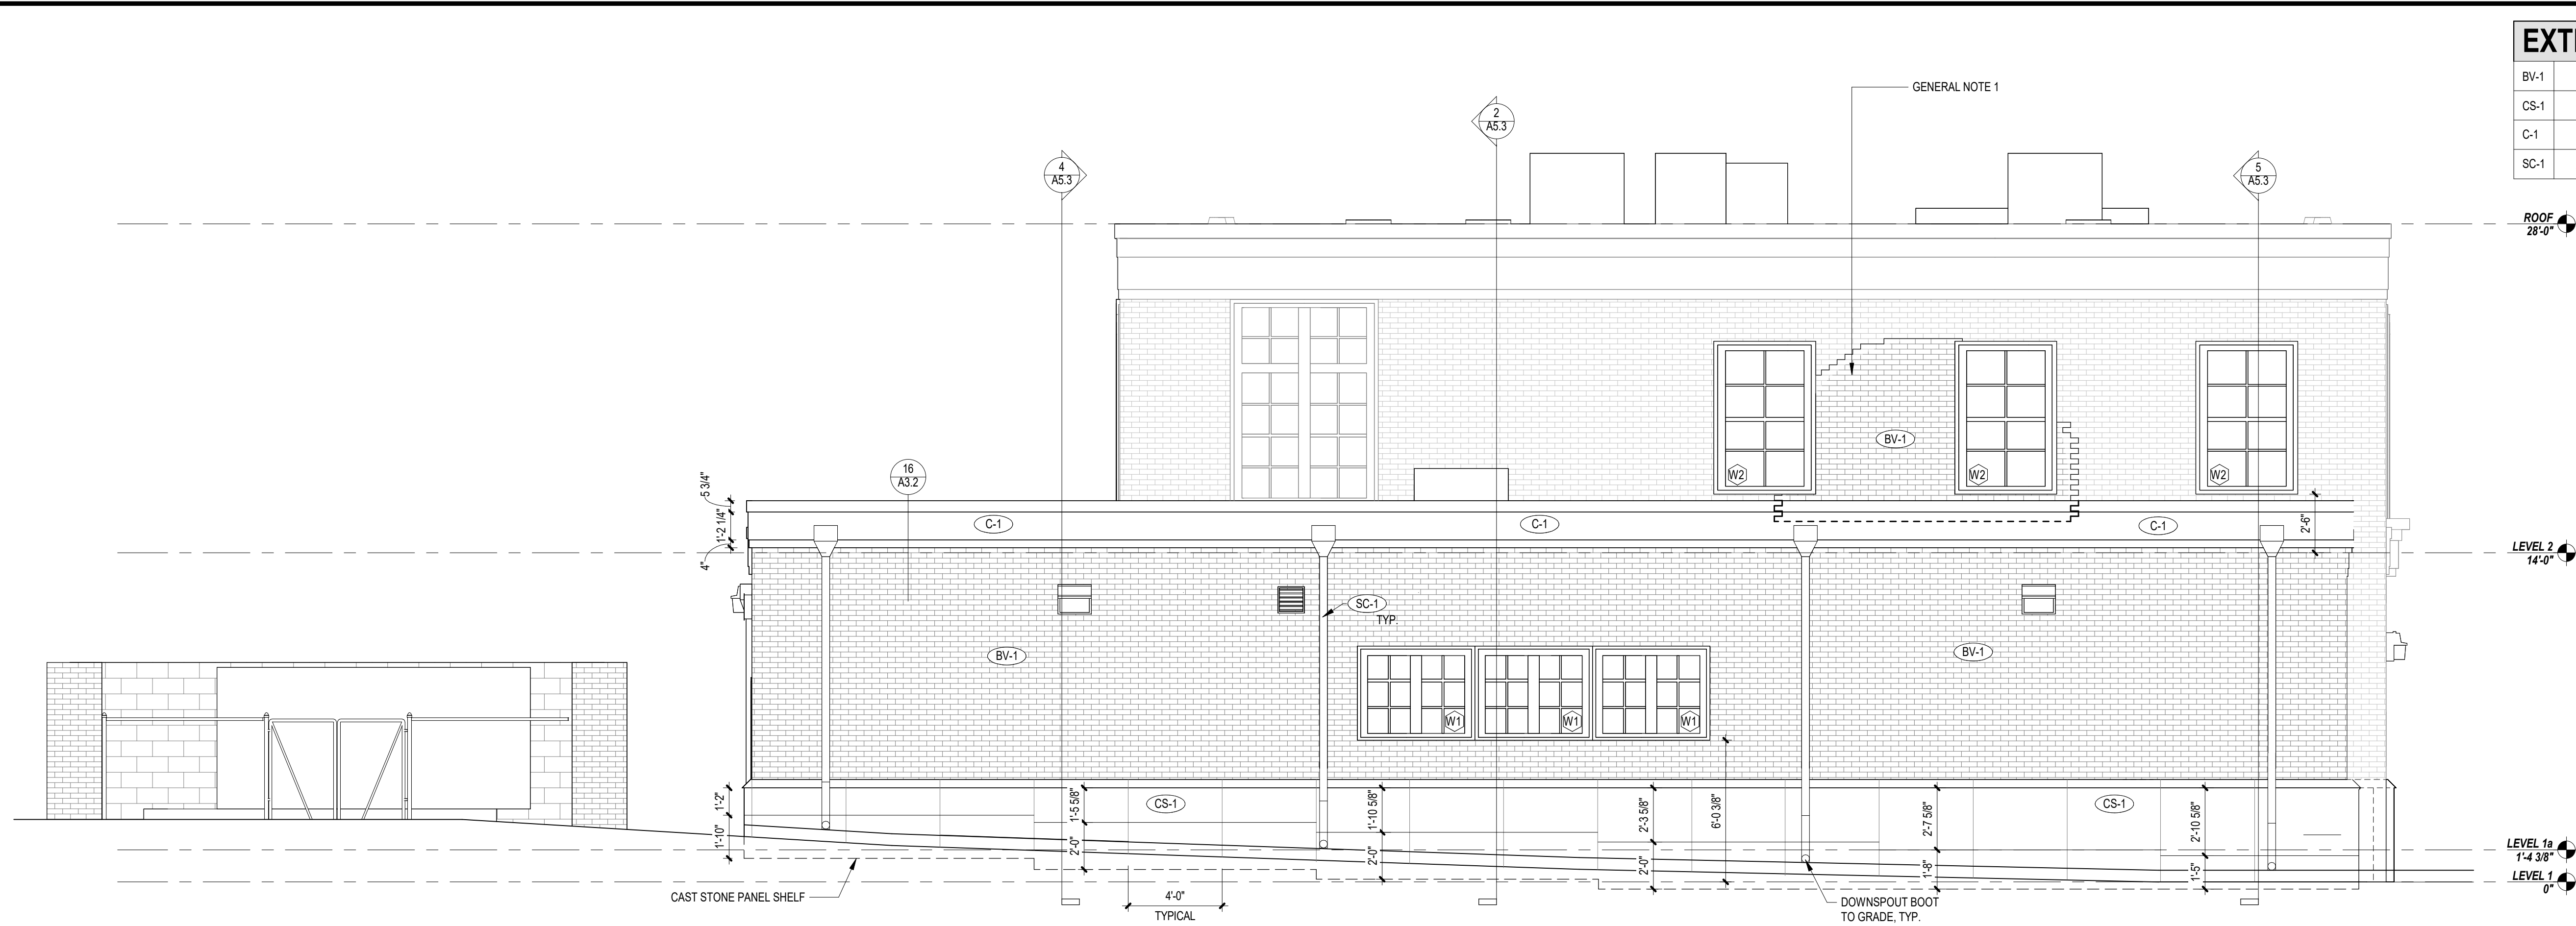 EXT
BV-1
CS-1
C-1
SC-1
GENERAL NOTE 1
2
A5.3
4
A5.3
5
A5.3
ROOF
28'-0"
16
A3.2
BV-1
W2
W2
W2
5 3/4"
1'-2 1/4"
4"
C-1
C-1
C-1
2'-6"
LEVEL 2
14'-0"
SC-1
TYP.
BV-1
BV-1
W1
W1
W1
1'-2"
1'-10"
1'-5 5/8"
2'-0"
CS-1
1'-10 5/8"
2'-0"
2'-3 5/8"
2'-0"
6'-0 3/8"
2'-7 5/8"
1'-8"
CS-1
2'-10 5/8"
1'-5"
LEVEL 1a
1'-4 3/8"
LEVEL 1
0"
CAST STONE PANEL SHELF
4'-0"
TYPICAL
DOWNSPOUT BOOT
TO GRADE, TYP.